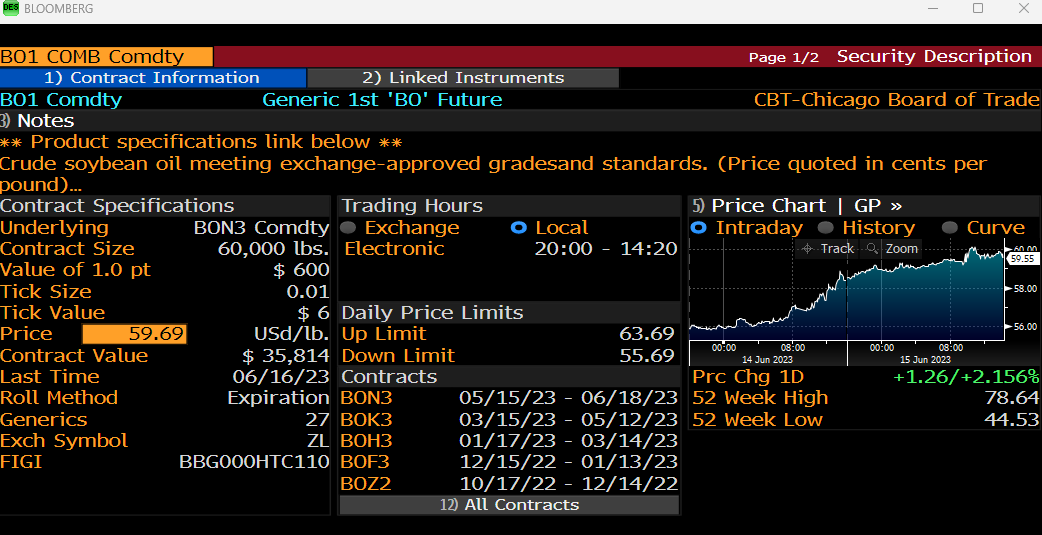 DES BLOOMBERG
BO1 COMB Comdty Page 1/2 Security Description
1) Contract Information 2) Linked Instruments
BO1 Comdty Generic 1st 'BO' Future CBT-Chicago Board of Trade
3) Notes
** Product specifications link below **
Crude soybean oil meeting exchange-approved gradesand standards. (Price quoted in cents per
pound)...
Contract Specifications
Underlying BON3 Comdty
Contract Size 60,000 lbs.
Value of 1.0 pt $ 600
Tick Size 0.01
Tick Value $ 6
Price 59.69 USd/lb.
Contract Value $ 35,814
Last Time 06/16/23
Roll Method Expiration
Generics 27
Exch Symbol ZL
FIGI BBG000HTC110
Trading Hours
Exchange Local
Electronic 20:00 - 14:20
Daily Price Limits
Up Limit 63.69
Down Limit 55.69
Contracts
BON3 05/15/23 - 06/18/23
BOK3 03/15/23 - 05/12/23
BOH3 01/17/23 - 03/14/23
BOF3 12/15/22 - 01/13/23
BOZ2 10/17/22 - 12/14/22
12) All Contracts
5) Price Chart | GP »
Intraday History Curve
Track Zoom
60.00
59.55
58.00
56.00
00:00 08:00 00:00 08:00
14 Jun 2023 15 Jun 2023
Prc Chg 1D +1.26/+2.156%
52 Week High 78.64
52 Week Low 44.53